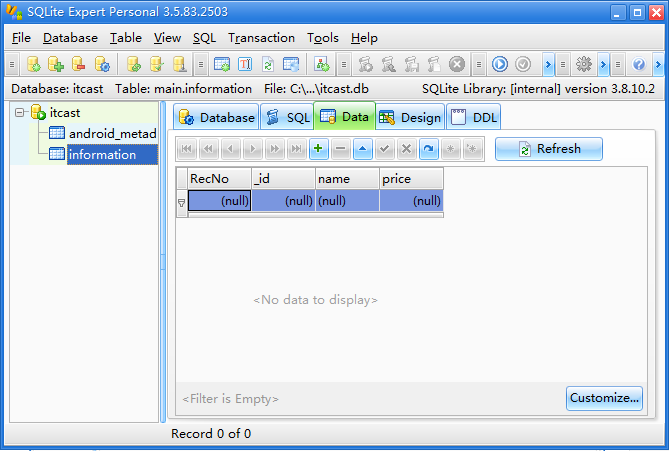 SQLite Expert Personal 3.5.83.2503
File Database Table View SQL Transaction Tools Help
Database: itcast Table: main.information File: C:\...\itcast.db SQLite Library: [internal] version 3.8.10.2
itcast
android_metad
information
Database SQL Data Design DDL
Refresh
RecNo _id name price
(null) (null) (null) (null)
<No data to display>
<Filter is Empty>
Customize...
Record 0 of 0